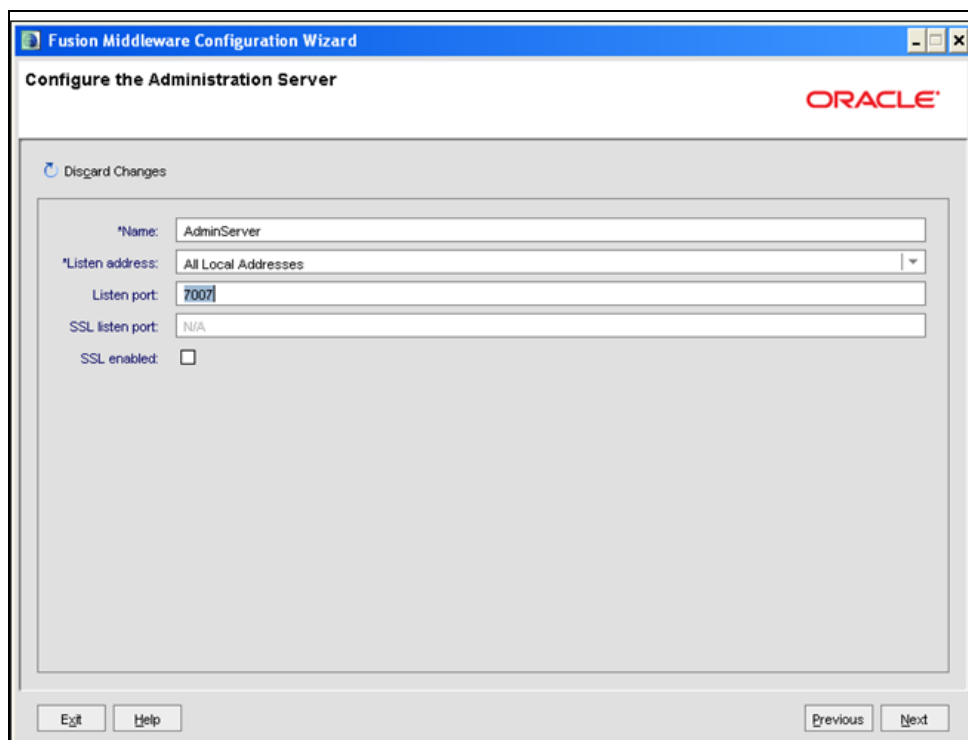 Fusion Middleware Configuration Wizard
Configure the Administration Server
ORACLE
Discard Changes
*Name: AdminServer
*Listen address: All Local Addresses
Listen port: 7007
SSL listen port: N/A
SSL enabled:
Exit Help Previous Next